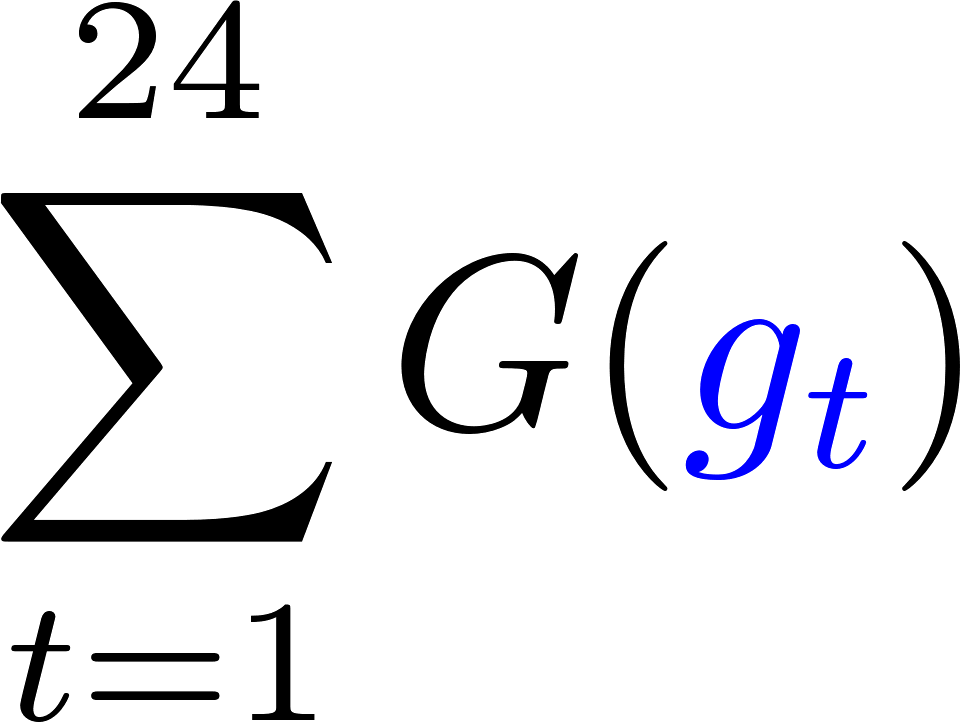 24
∑ G(g_t)
t=1